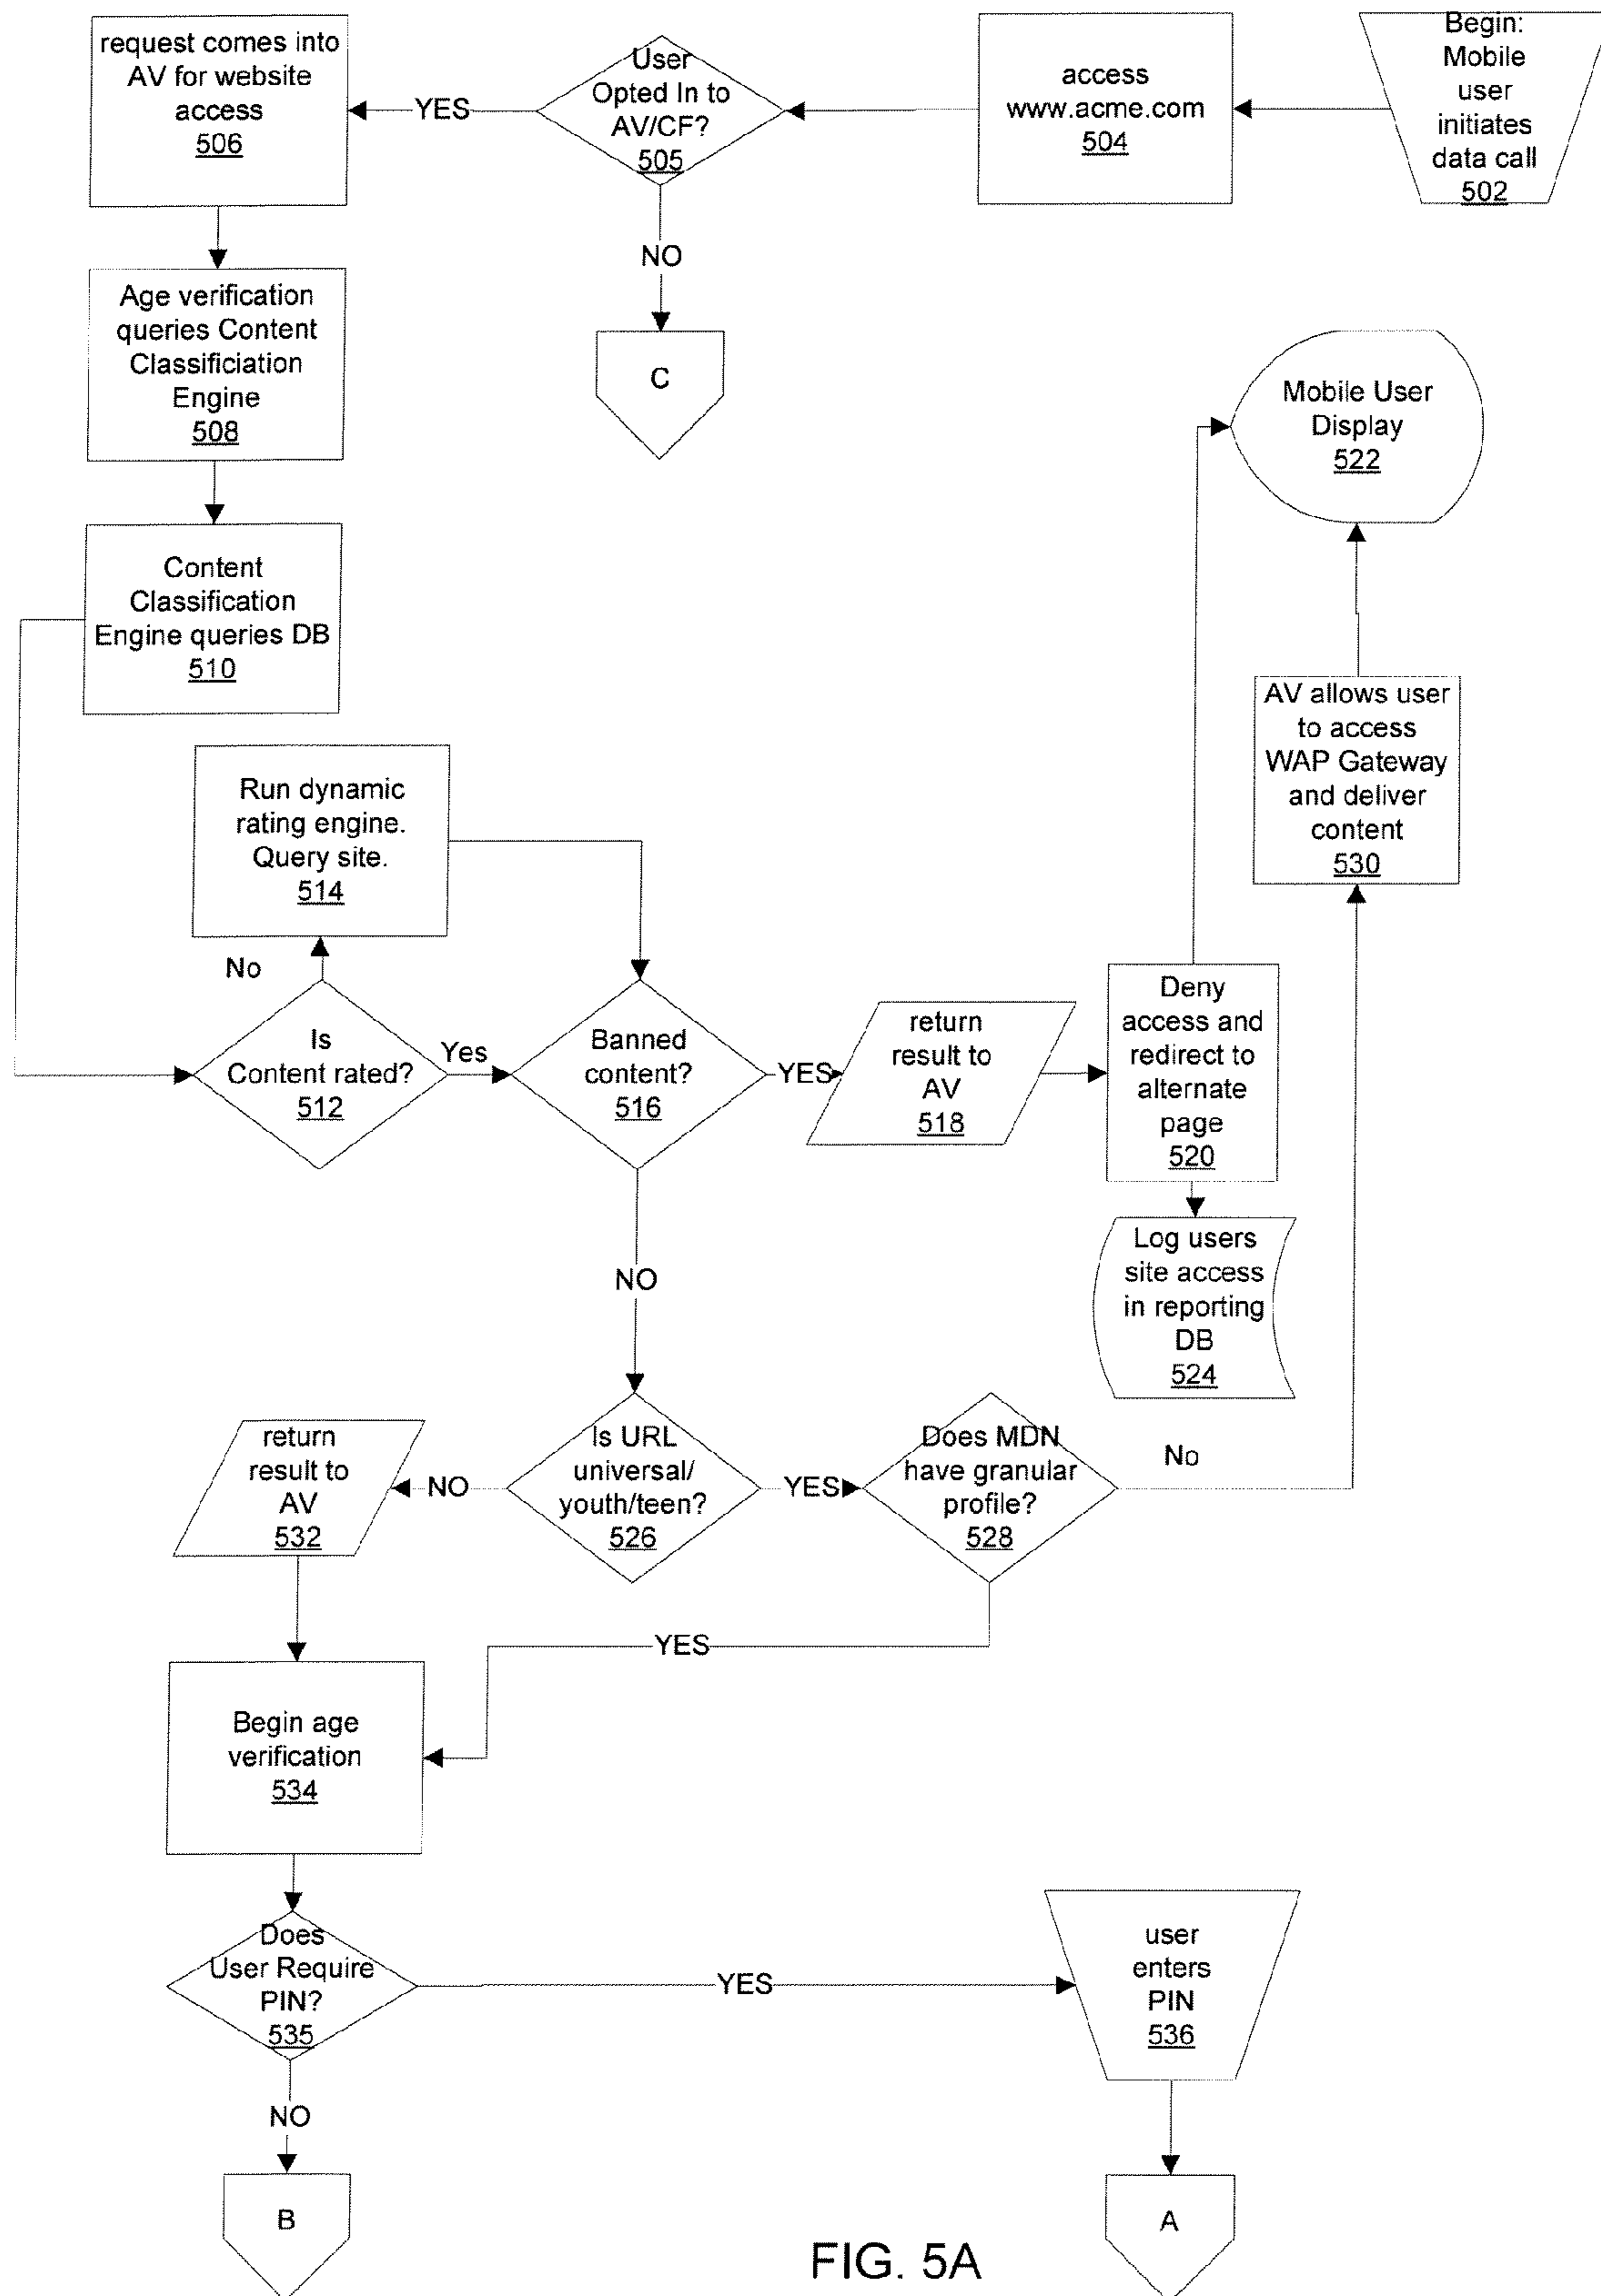 request comes into
AV for website
access
506
YES
User
Opted In to
AV/CF?
505
access
www.acme.com
504
Begin:
Mobile
user
initiates
data call
502
NO
C
Age verification
queries Content
Classificiation
Engine
508
Mobile User
Display
522
Content
Classification
Engine queries DB
510
AV allows user
to access
WAP Gateway
and deliver
content
530
Run dynamic
rating engine.
Query site.
514
No
Is
Content rated?
512
Yes
Banned
content?
516
YES
return
result to
AV
518
Deny
access and
redirect to
alternate
page
520
Log users
site access
in reporting
DB
524
NO
return
result to
AV
532
NO
Is URL
universal/
youth/teen?
526
YES
Does MDN
have granular
profile?
528
No
YES
Begin age
verification
534
Does
User Require
PIN?
535
YES
user
enters
PIN
536
NO
B
A
FIG. 5A